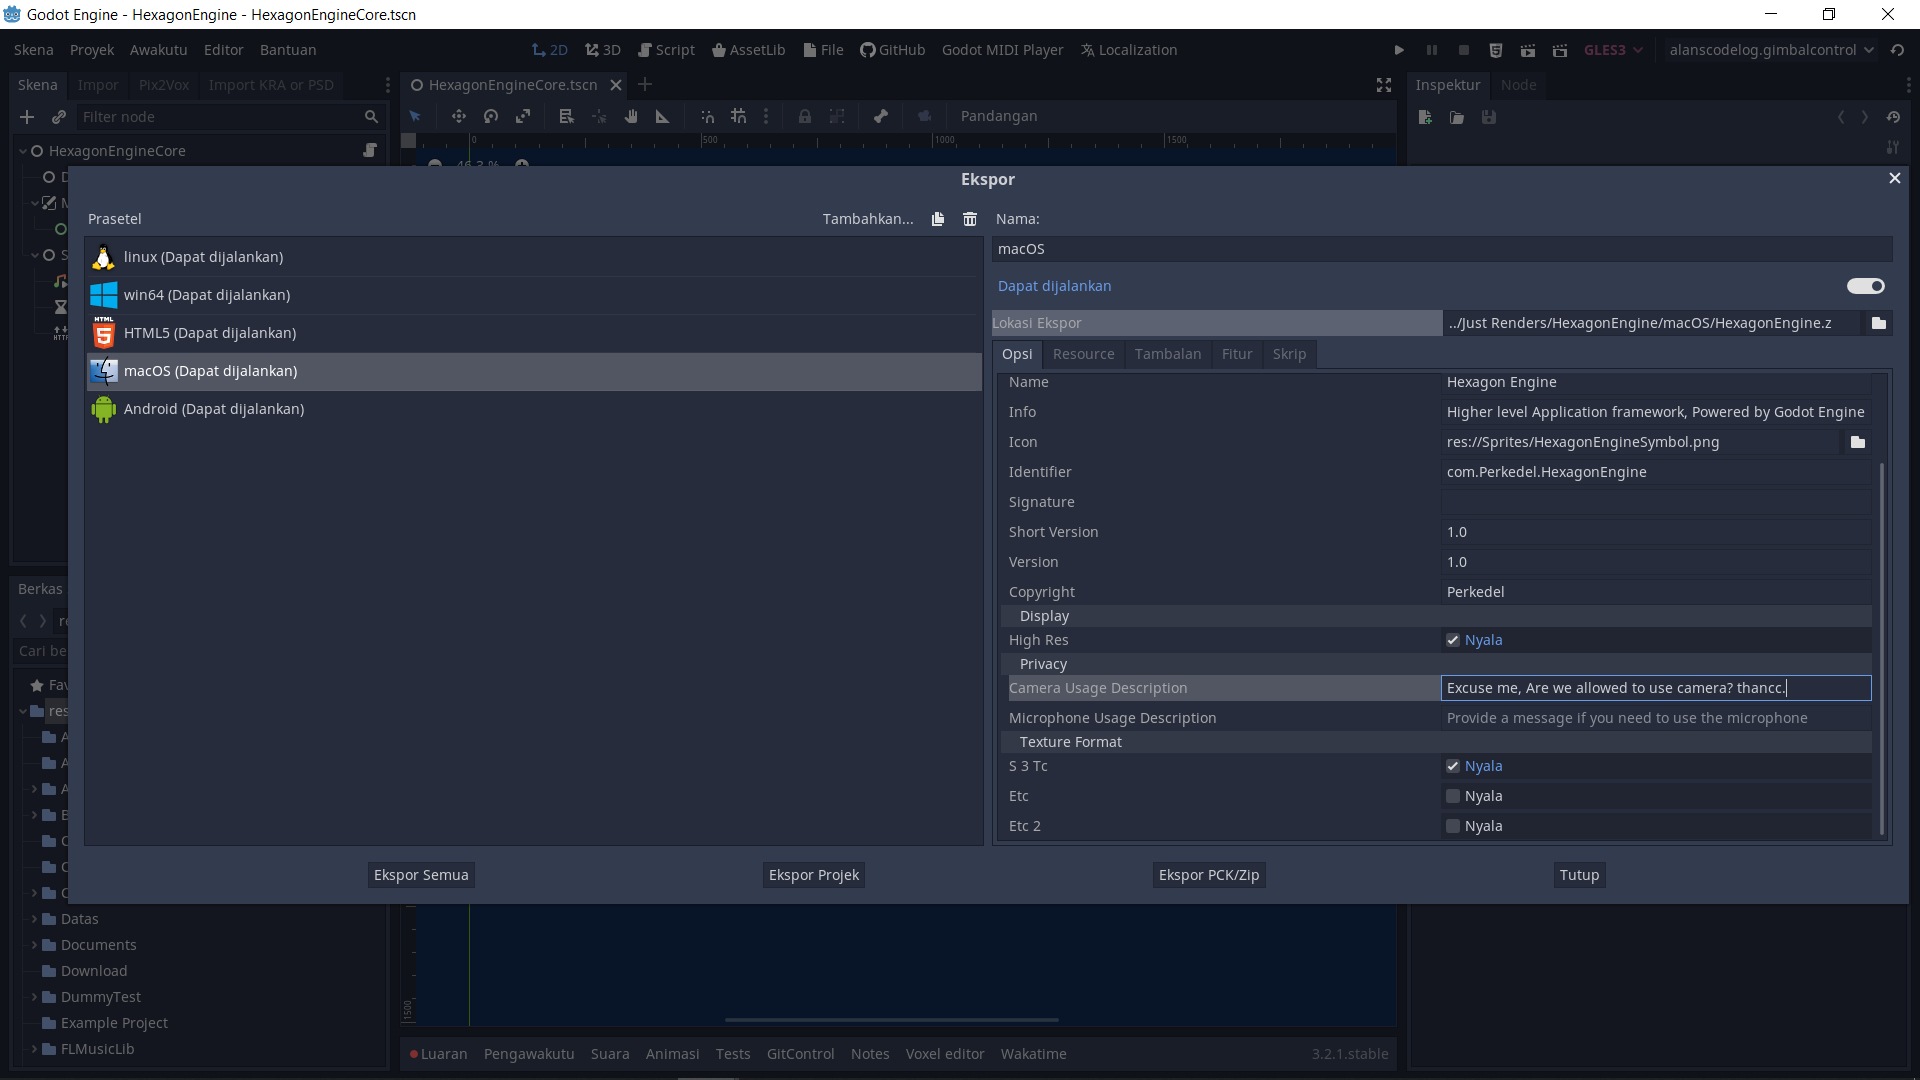 Godot Engine - HexagonEngine - HexagonEngineCore.tscn
Skena Proyek Awakutu Editor Bantuan 2D 3D Script AssetLib File GitHub Godot MIDI Player Localization GLES3 alanscodelog.gimbalcontrol
Skena Impor Pix2Vox Import KRA or PSD HexagonEngineCore.tscn Inspektur Node
Filter node Pandangan
0 500 1000 1500
HexagonEngineCore 46.3 %
Ekspor
Prasetel Tambahkan... Nama:
macOS
linux (Dapat dijalankan)
win64 (Dapat dijalankan)
HTML5 (Dapat dijalankan)
macOS (Dapat dijalankan)
Android (Dapat dijalankan)
Dapat dijalankan
Lokasi Ekspor ../Just Renders/HexagonEngine/macOS/HexagonEngine.z
Opsi Resource Tambalan Fitur Skrip
Name Hexagon Engine
Info Higher level Application framework, Powered by Godot Engine
Icon res://Sprites/HexagonEngineSymbol.png
Identifier com.Perkedel.HexagonEngine
Signature
Short Version 1.0
Version 1.0
Copyright Perkedel
Display
High Res Nyala
Privacy
Camera Usage Description Excuse me, Are we allowed to use camera? thancc.
Microphone Usage Description Provide a message if you need to use the microphone
Texture Format
S 3 Tc Nyala
Etc Nyala
Etc 2 Nyala
Ekspor Semua Ekspor Projek Ekspor PCK/Zip Tutup
Berkas
re
Cari be
Fav
res
A
A
A
B
C
C
C
Datas
Documents
Download
DummyTest
Example Project
FLMusicLib
1500
Luaran Pengawakutu Suara Animasi Tests GitControl Notes Voxel editor Wakatime 3.2.1.stable